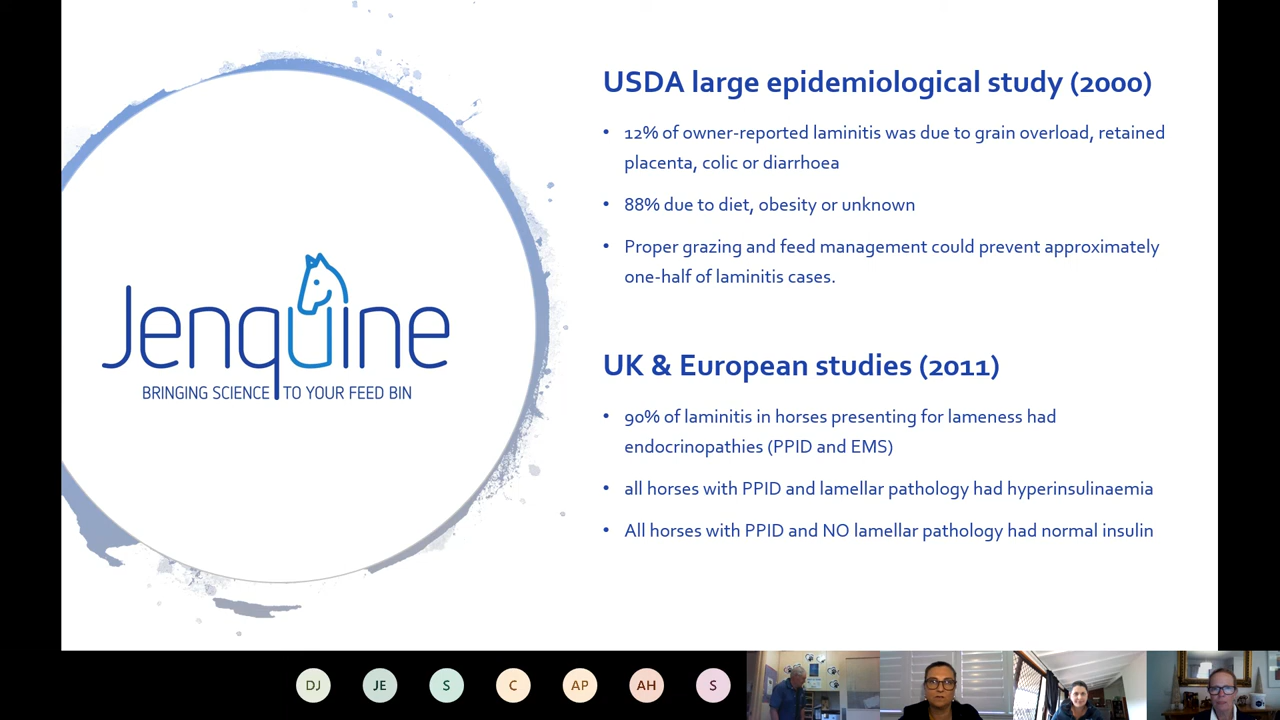 USDA large epidemiological study (2000)
• 12% of owner-reported laminitis was due to grain overload, retained
placenta, colic or diarrhoea
• 88% due to diet, obesity or unknown
• Proper grazing and feed management could prevent approximately
one-half of laminitis cases.
Jenquine
BRINGING SCIENCE TO YOUR FEED BIN
UK & European studies (2011)
• 90% of laminitis in horses presenting for lameness had
endocrinopathies (PPID and EMS)
• all horses with PPID and lamellar pathology had hyperinsulinaemia
• All horses with PPID and NO lamellar pathology had normal insulin
DJ JE S C AP AH S